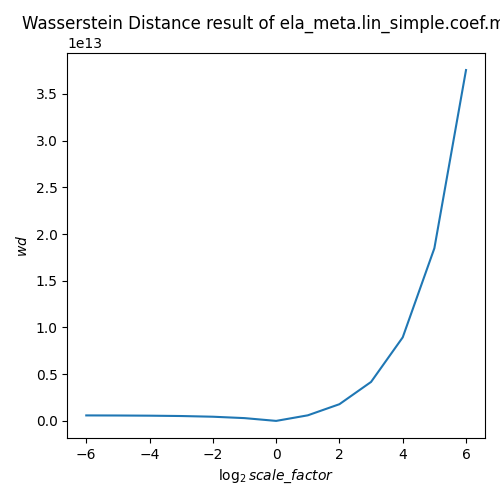 Wasserstein Distance result of ela_meta.lin_simple.coef.m
1e13
3.5
3.0
2.5
2.0
1.5
1.0
0.5
0.0
wd
−6 −4 −2 0 2 4 6
log₂ scale_factor